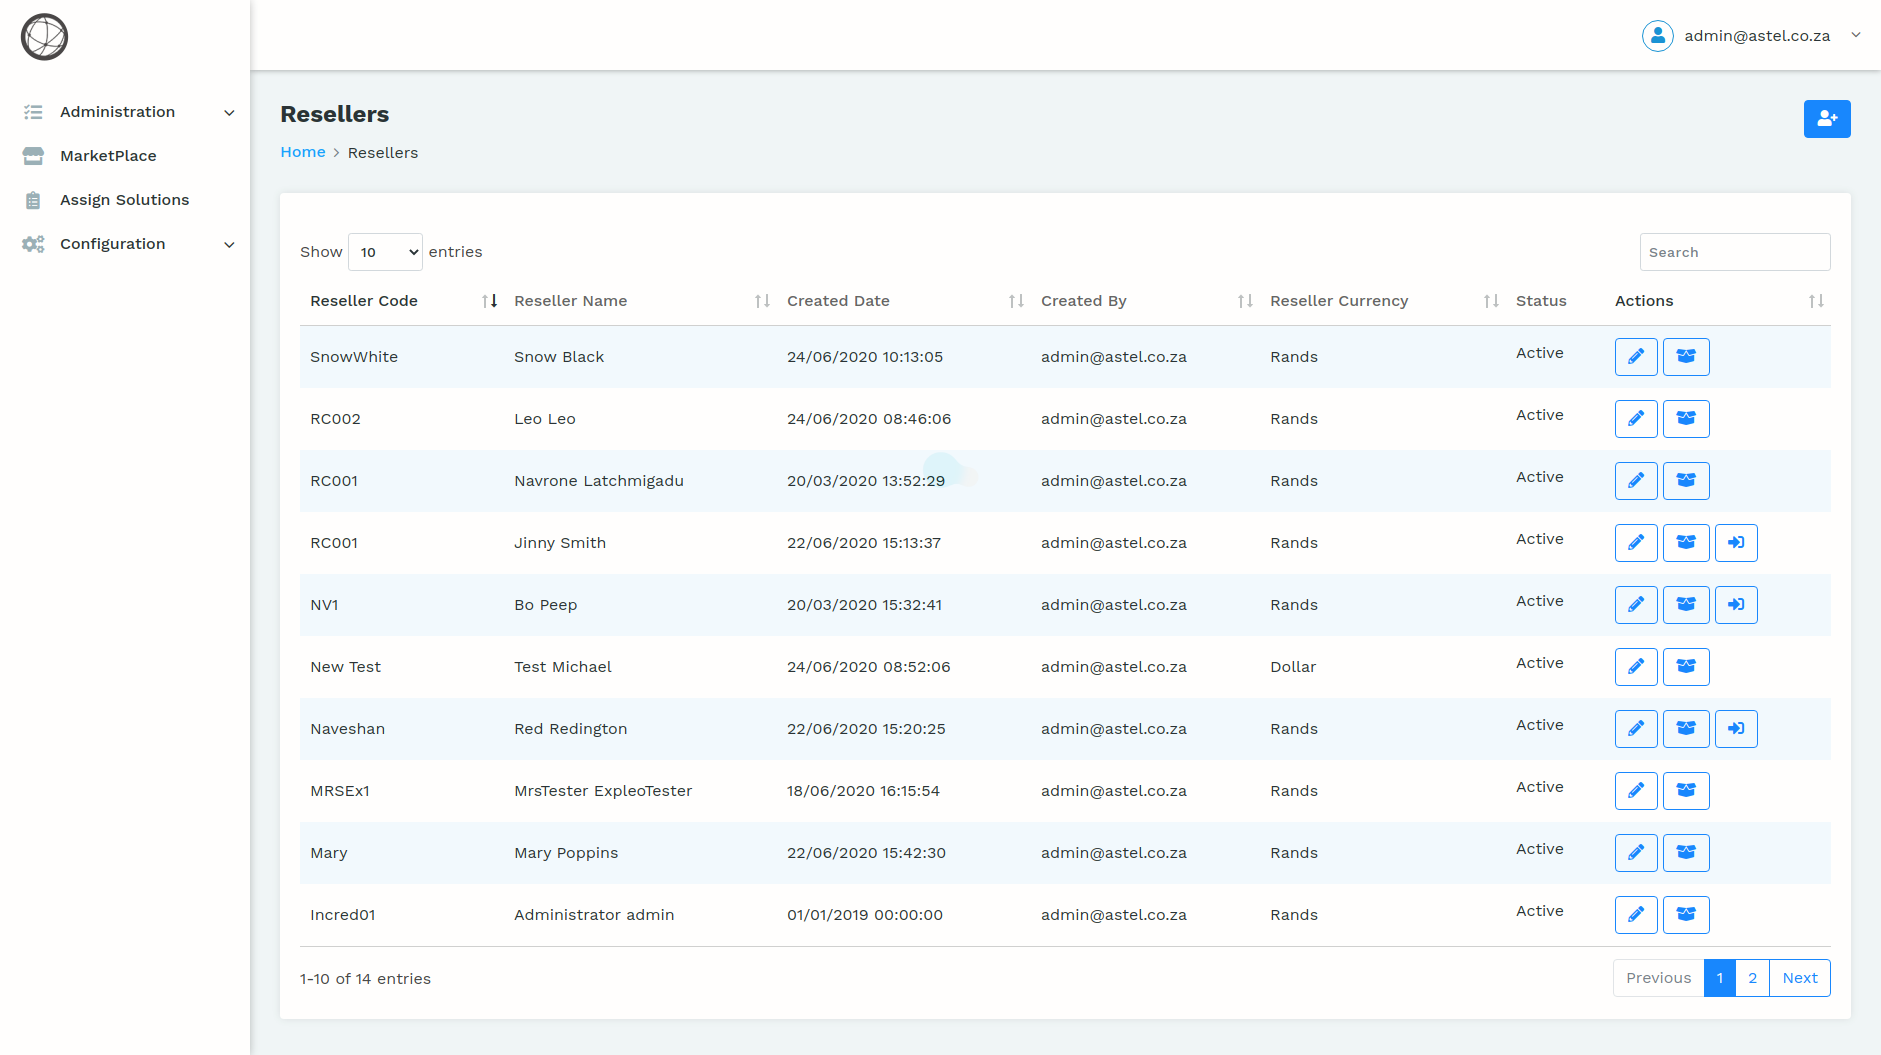 admin@astel.co.za
Administration
MarketPlace
Assign Solutions
Configuration
Resellers
Home > Resellers
Show 10 entries
Search
Reseller Code Reseller Name Created Date Created By Reseller Currency Status Actions
SnowWhite Snow Black 24/06/2020 10:13:05 admin@astel.co.za Rands Active
RC002 Leo Leo 24/06/2020 08:46:06 admin@astel.co.za Rands Active
RC001 Navrone Latchmigadu 20/03/2020 13:52:29 admin@astel.co.za Rands Active
RC001 Jinny Smith 22/06/2020 15:13:37 admin@astel.co.za Rands Active
NV1 Bo Peep 20/03/2020 15:32:41 admin@astel.co.za Rands Active
New Test Test Michael 24/06/2020 08:52:06 admin@astel.co.za Dollar Active
Naveshan Red Redington 22/06/2020 15:20:25 admin@astel.co.za Rands Active
MRSEx1 MrsTester ExpleoTester 18/06/2020 16:15:54 admin@astel.co.za Rands Active
Mary Mary Poppins 22/06/2020 15:42:30 admin@astel.co.za Rands Active
Incred01 Administrator admin 01/01/2019 00:00:00 admin@astel.co.za Rands Active
1-10 of 14 entries
Previous 1 2 Next